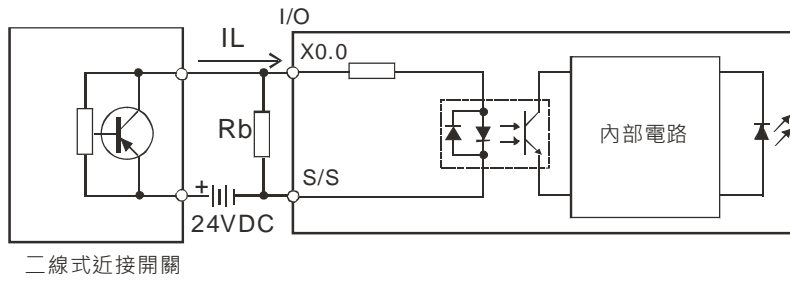 I/O
IL
X0.0
Rb
內部電路
S/S
+
24VDC
二線式近接開關